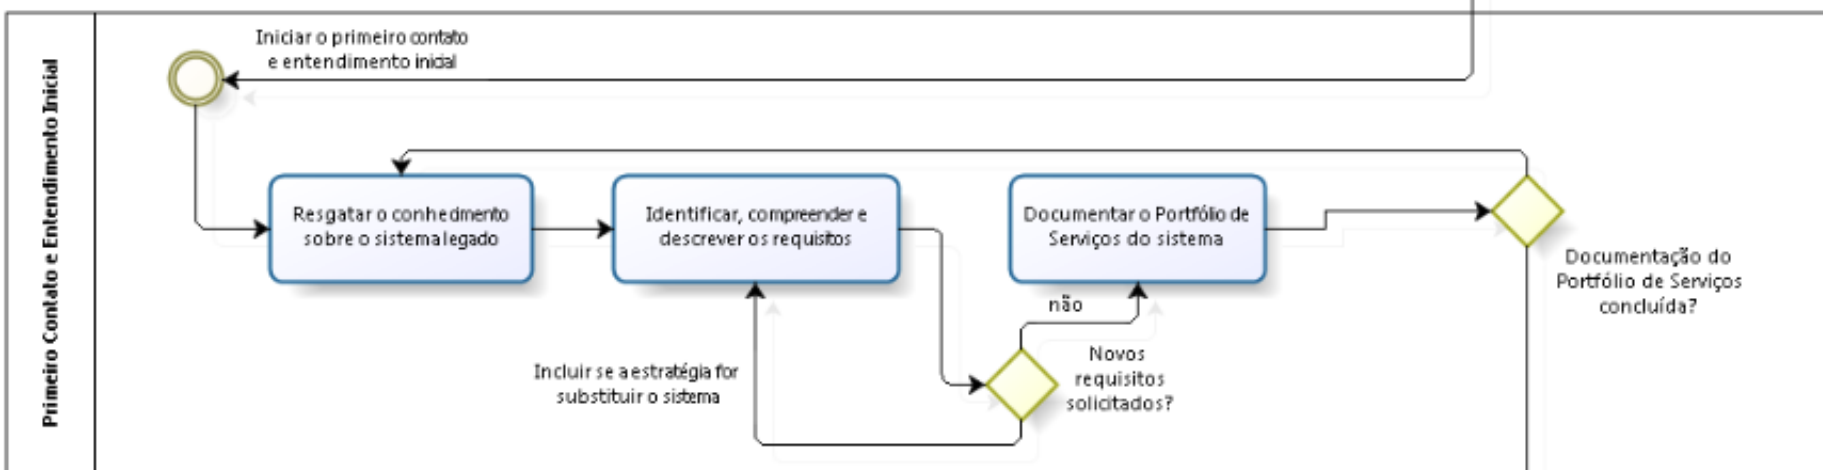 Primeiro Contato e Entendimento Inicial
Iniciar o primeiro contato
e entendimento inicial
Resgatar o conhecimento
sobre o sistema legado
Identificar, compreender e
descrever os requisitos
Documentar o Portfólio de
Serviços do sistema
Documentação do
Portfólio de Serviços
concluída?
não
Novos
requisitos
solicitados?
Incluir se a estratégia for
substituir o sistema